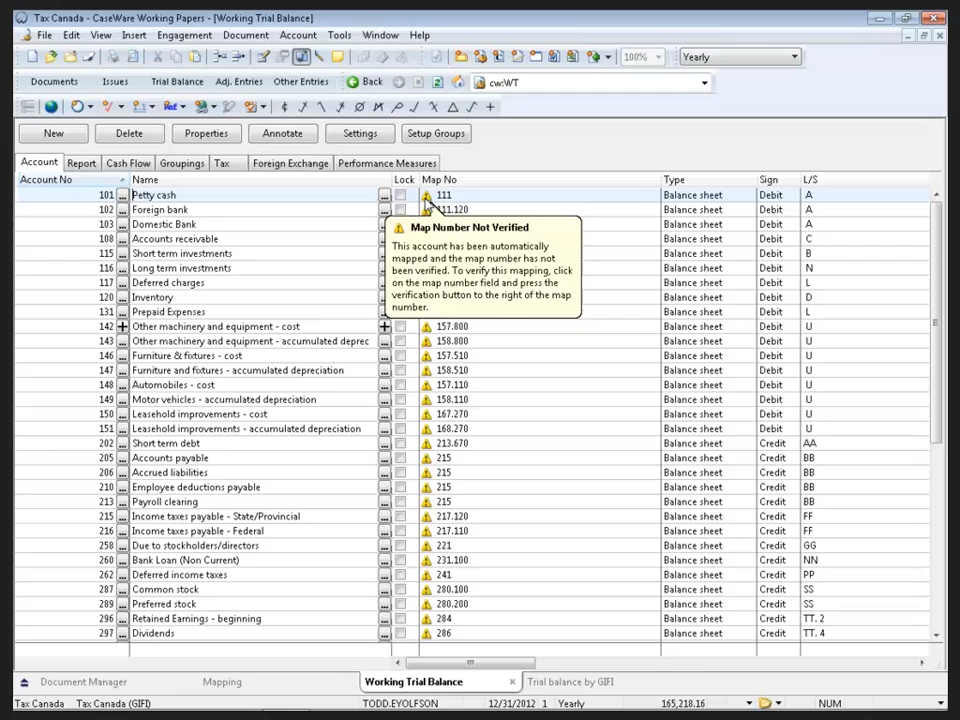 Tax Canada - CaseWare Working Papers - [Working Trial Balance]
File Edit View Insert Engagement Document Account Tools Window Help
100% Yearly
Documents Issues Trial Balance Adj. Entries Other Entries Back cw:WT
New Delete Properties Annotate Settings Setup Groups
Account Report Cash Flow Groupings Tax Foreign Exchange Performance Measures
Account No Name Lock Map No Type Sign L/S
101 ... Petty cash ... 111 Balance sheet Debit A
102 ... Foreign bank ... 111.120 Balance sheet Debit A
103 ... Domestic Bank Balance sheet Debit A
108 ... Accounts receivable Balance sheet Debit C
115 ... Short term investments Balance sheet Debit B
116 ... Long term investments Balance sheet Debit N
117 ... Deferred charges Balance sheet Debit L
120 ... Inventory Balance sheet Debit D
131 ... Prepaid Expenses Balance sheet Debit L
Map Number Not Verified
This account has been automatically
mapped and the map number has not
been verified. To verify this mapping, click
on the map number field and press the
verification button to the right of the map
number.
142 + Other machinery and equipment - cost + 157.800 Balance sheet Debit U
143 ... Other machinery and equipment - accumulated deprec ... 158.800 Balance sheet Debit U
146 ... Furniture & fixtures - cost ... 157.510 Balance sheet Debit U
147 ... Furniture and fixtures - accumulated depreciation ... 158.510 Balance sheet Debit U
148 ... Automobiles - cost ... 157.110 Balance sheet Debit U
149 ... Motor vehicles - accumulated depreciation ... 158.110 Balance sheet Debit U
150 ... Leasehold improvements - cost ... 167.270 Balance sheet Debit U
151 ... Leasehold improvements - accumulated depreciation ... 168.270 Balance sheet Debit U
202 ... Short term debt ... 213.670 Balance sheet Credit AA
205 ... Accounts payable ... 215 Balance sheet Credit BB
206 ... Accrued liabilities ... 215 Balance sheet Credit BB
210 ... Employee deductions payable ... 215 Balance sheet Credit BB
213 ... Payroll clearing ... 215 Balance sheet Credit BB
215 ... Income taxes payable - State/Provincial ... 217.120 Balance sheet Credit FF
216 ... Income taxes payable - Federal ... 217.110 Balance sheet Credit FF
258 ... Due to stockholders/directors ... 221 Balance sheet Credit GG
260 ... Bank Loan (Non Current) ... 231.100 Balance sheet Credit NN
262 ... Deferred income taxes ... 241 Balance sheet Credit PP
287 ... Common stock ... 280.100 Balance sheet Credit SS
289 ... Preferred stock ... 280.200 Balance sheet Credit SS
296 ... Retained Earnings - beginning ... 284 Balance sheet Credit TT. 2
297 ... Dividends ... 286 Balance sheet Credit TT. 4
Document Manager Mapping Working Trial Balance Trial balance by GIFI
Tax Canada Tax Canada (GIFI) TODD.EYOLFSON 12/31/2012 1 Yearly 165,218.16 NUM